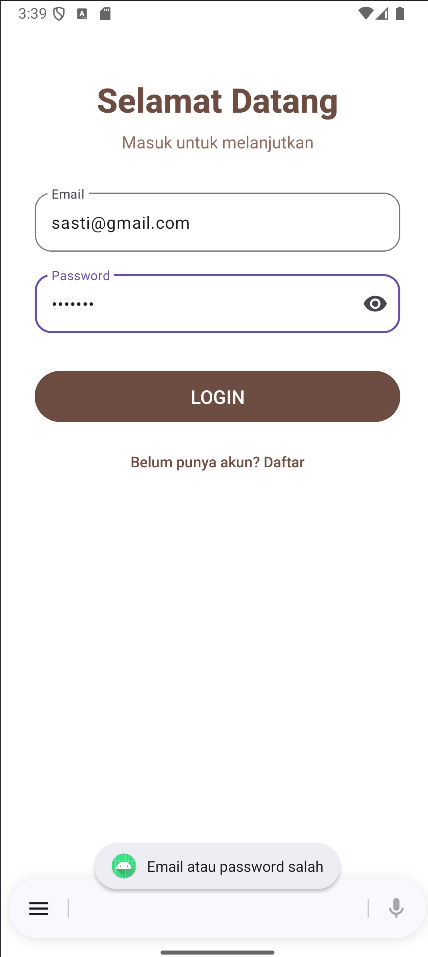 3:39
Selamat Datang
Masuk untuk melanjutkan
Email
sasti@gmail.com
Password
•••••••
LOGIN
Belum punya akun? Daftar
Email atau password salah